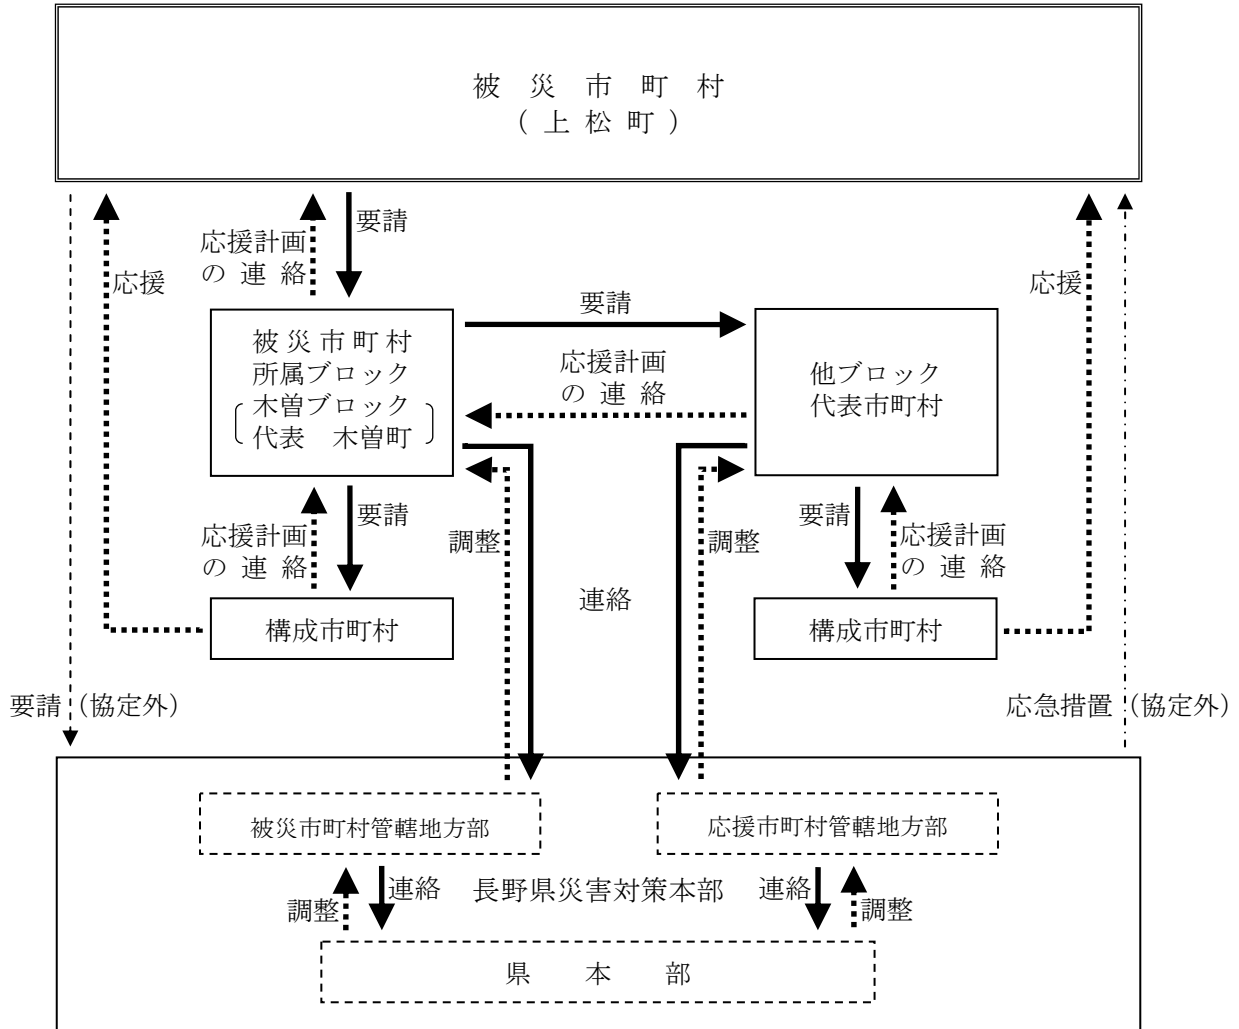 被災市町村
(上松町)
要請
応援計画
の連絡
応援
応援
要請
被災市町村
所属ブロック
木曽ブロック
代表　木曽町
応援計画
の連絡
他ブロック
代表市町村
要請
応援計画
の連絡
調整
調整
要請
応援計画
の連絡
連絡
構成市町村
構成市町村
要請(協定外)
応急措置(協定外)
被災市町村管轄地方部
応援市町村管轄地方部
連絡
長野県災害対策本部
連絡
調整
調整
県本部